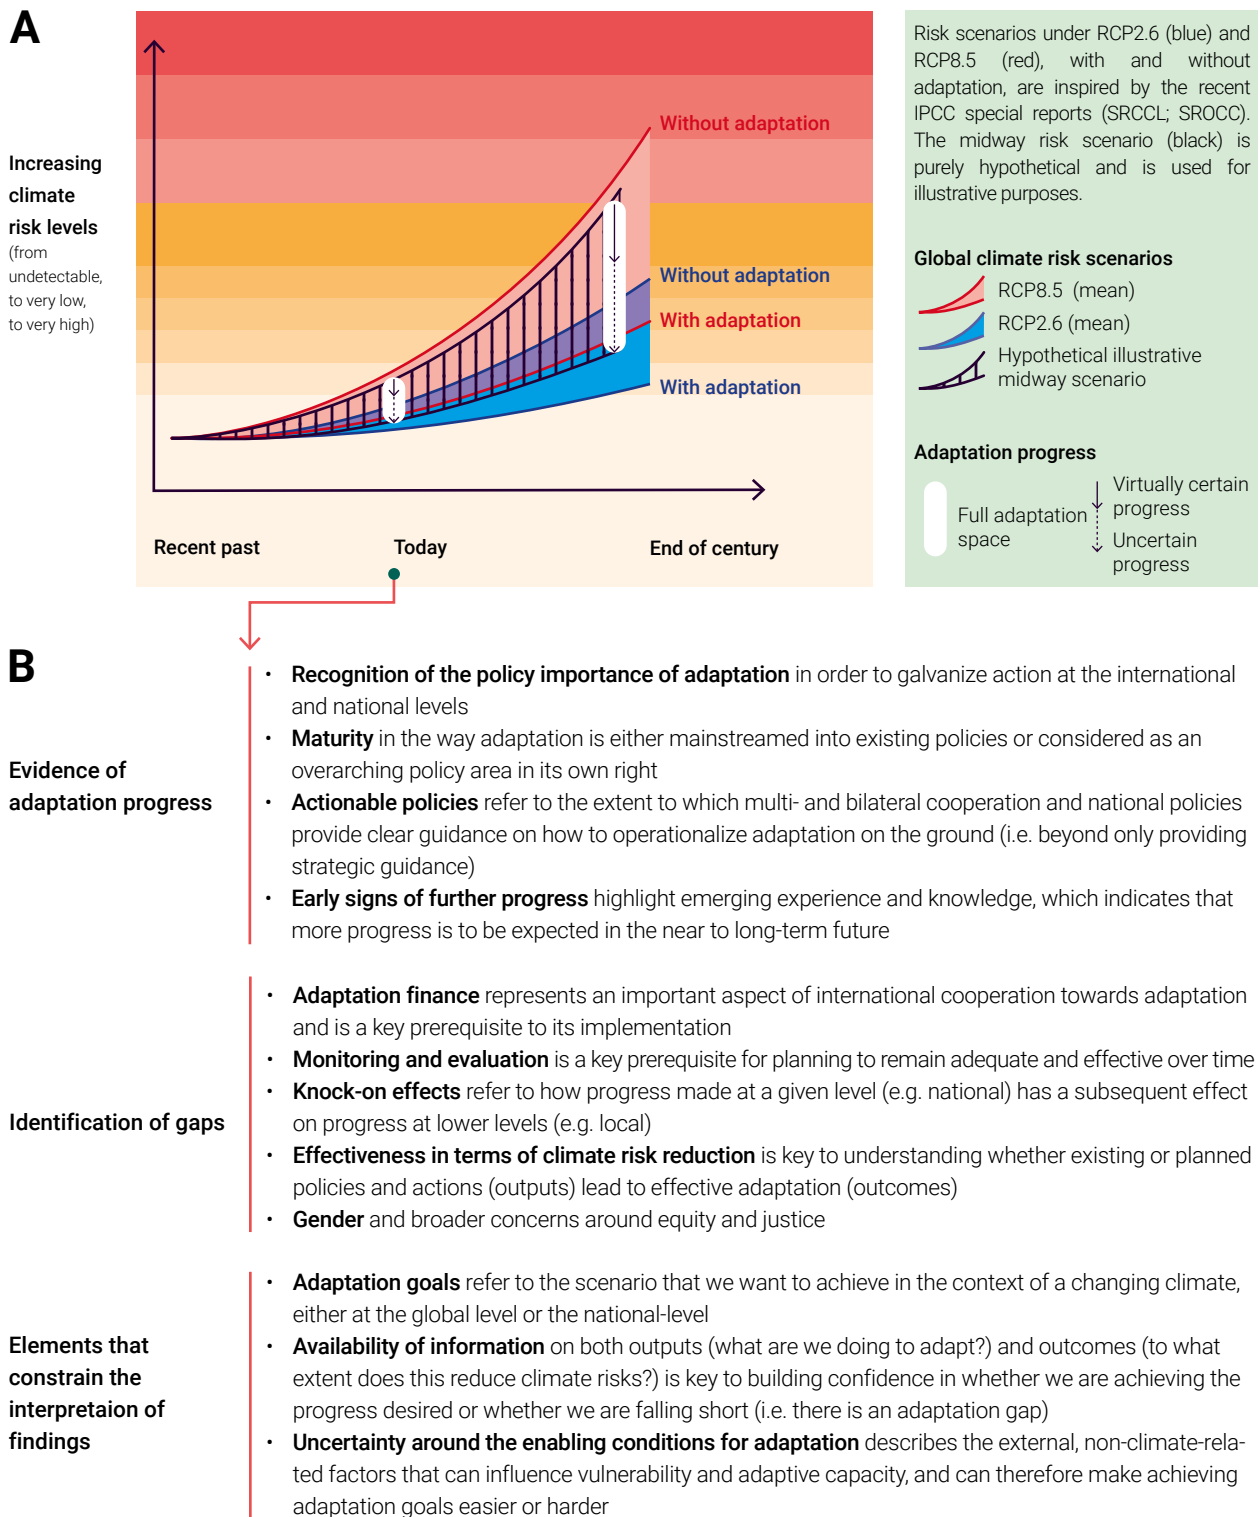 A
Increasing
climate
risk levels
(from
undetectable,
to very low,
to very high)
Without adaptation
Without adaptation
With adaptation
With adaptation
Recent past
Today
End of century
Risk scenarios under RCP2.6 (blue) and
RCP8.5 (red), with and without
adaptation, are inspired by the recent
IPCC special reports (SRCCL; SROCC).
The midway risk scenario (black) is
purely hypothetical and is used for
illustrative purposes.
Global climate risk scenarios
RCP8.5 (mean)
RCP2.6 (mean)
Hypothetical illustrative
midway scenario
Adaptation progress
Full adaptation
space
Virtually certain
progress
Uncertain
progress
B
Evidence of
adaptation progress
• Recognition of the policy importance of adaptation in order to galvanize action at the international
and national levels
• Maturity in the way adaptation is either mainstreamed into existing policies or considered as an
overarching policy area in its own right
• Actionable policies refer to the extent to which multi- and bilateral cooperation and national policies
provide clear guidance on how to operationalize adaptation on the ground (i.e. beyond only providing
strategic guidance)
• Early signs of further progress highlight emerging experience and knowledge, which indicates that
more progress is to be expected in the near to long-term future
Identification of gaps
• Adaptation finance represents an important aspect of international cooperation towards adaptation
and is a key prerequisite to its implementation
• Monitoring and evaluation is a key prerequisite for planning to remain adequate and effective over time
• Knock-on effects refer to how progress made at a given level (e.g. national) has a subsequent effect
on progress at lower levels (e.g. local)
• Effectiveness in terms of climate risk reduction is key to understanding whether existing or planned
policies and actions (outputs) lead to effective adaptation (outcomes)
• Gender and broader concerns around equity and justice
Elements that
constrain the
interpretaion of
findings
• Adaptation goals refer to the scenario that we want to achieve in the context of a changing climate,
either at the global level or the national-level
• Availability of information on both outputs (what are we doing to adapt?) and outcomes (to what
extent does this reduce climate risks?) is key to building confidence in whether we are achieving the
progress desired or whether we are falling short (i.e. there is an adaptation gap)
• Uncertainty around the enabling conditions for adaptation describes the external, non-climate-rela-
ted factors that can influence vulnerability and adaptive capacity, and can therefore make achieving
adaptation goals easier or harder